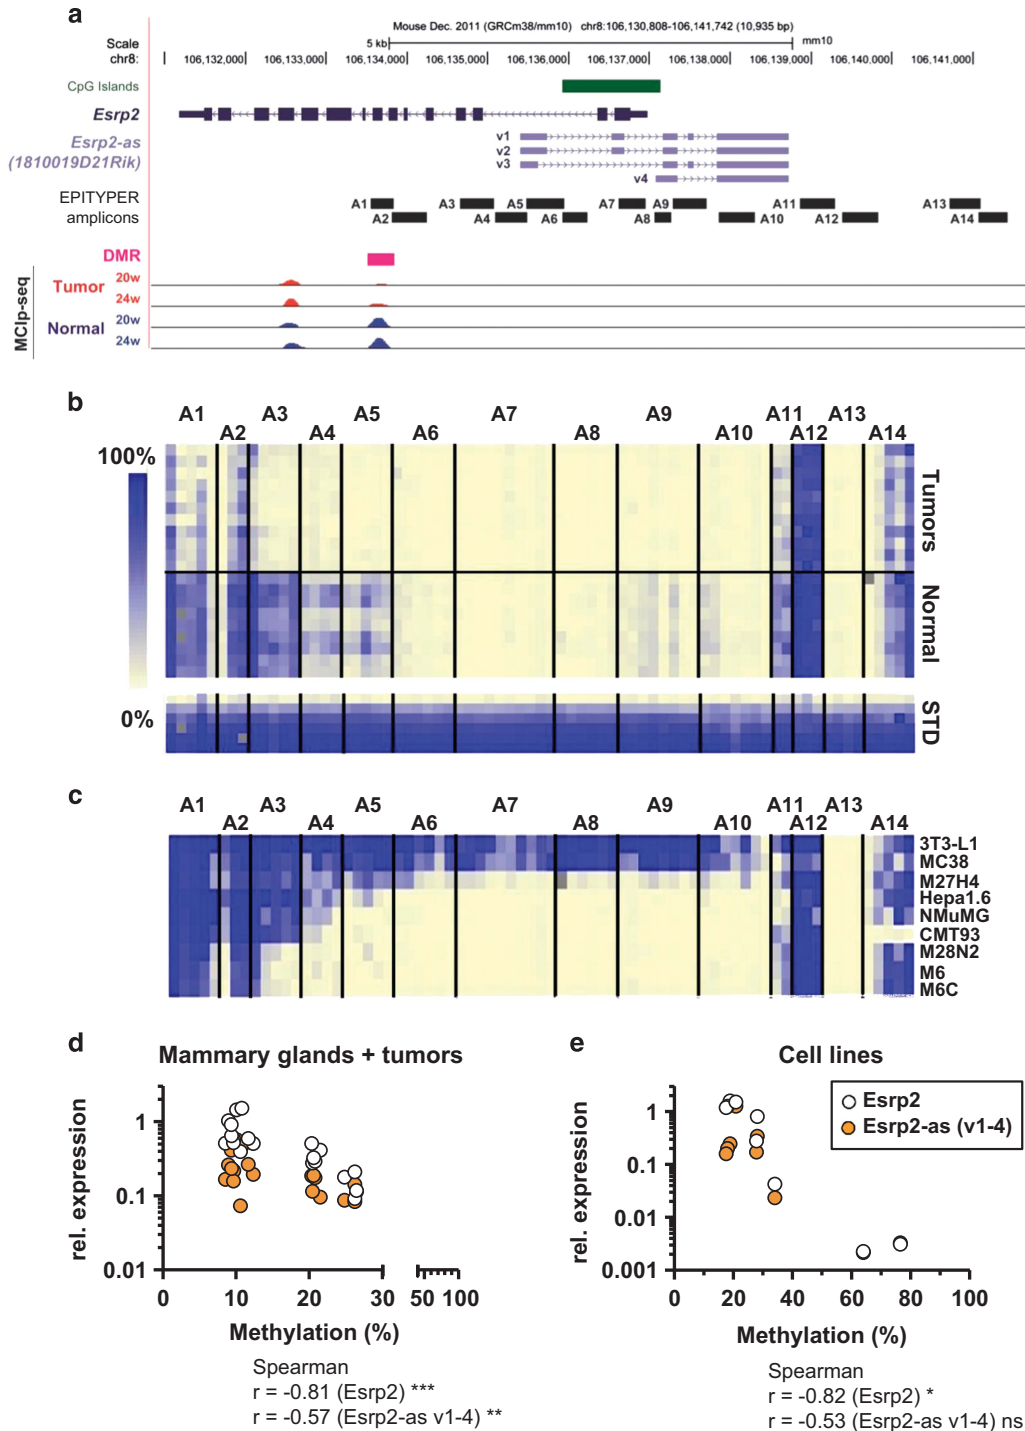 a
Mouse Dec. 2011 (GRCm38/mm10) chr8:106,130,808-106,141,742 (10,935 bp)
Scale
5 kb
mm10
chr8:
106,132,000
106,133,000
106,134,000
106,135,000
106,136,000
106,137,000
106,138,000
106,139,000
106,140,000
106,141,000
CpG Islands
Esrp2
Esrp2-as
(1810019D21Rik)
v1
v2
v3
v4
EPITYPER
amplicons
A1 A3 A5 A7 A9 A11 A13
A2 A4 A6 A8 A10 A12 A14
DMR
MCIp-seq
Tumor
20w
24w
Normal
20w
24w
b
A1 A3 A5 A7 A9 A11 A13
A2 A4 A6 A8 A10 A12 A14
100%
0%
Tumors
Normal
STD
c
A1 A3 A5 A7 A9 A11 A13
A2 A4 A6 A8 A10 A12 A14
3T3-L1
MC38
M27H4
Hepa1.6
NMuMG
CMT93
M28N2
M6
M6C
d
Mammary glands + tumors
rel. expression
1
0.1
0.01
0 10 20 30 50 100
Methylation (%)
Spearman
r = -0.81 (Esrp2) ***
r = -0.57 (Esrp2-as v1-4) **
e
Cell lines
Esrp2
Esrp2-as (v1-4)
rel. expression
1
0.1
0.01
0.001
0 20 40 60 80 100
Methylation (%)
Spearman
r = -0.82 (Esrp2) *
r = -0.53 (Esrp2-as v1-4) ns